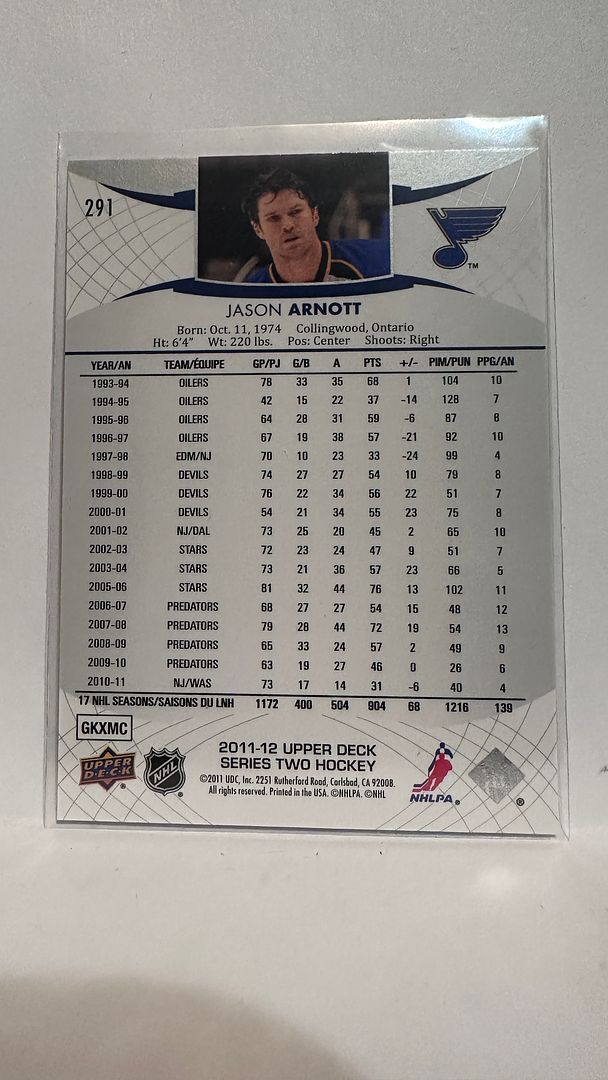 291
TM
JASON ARNOTT
Born: Oct. 11, 1974 Collingwood, Ontario
Ht: 6'4" Wt: 220 lbs. Pos: Center Shoots: Right
YEAR/AN TEAM/ÉQUIPE GP/PJ G/B A PTS +/- PIM/PUN PPG/AN
1993-94 OILERS 78 33 35 68 1 104 10
1994-95 OILERS 42 15 22 37 -14 128 7
1995-96 OILERS 64 28 31 59 -6 87 8
1996-97 OILERS 67 19 38 57 -21 92 10
1997-98 EDM/NJ 70 10 23 33 -24 99 4
1998-99 DEVILS 74 27 27 54 10 79 8
1999-00 DEVILS 76 22 34 56 22 51 7
2000-01 DEVILS 54 21 34 55 23 75 8
2001-02 NJ/DAL 73 25 20 45 2 65 10
2002-03 STARS 72 23 24 47 9 51 7
2003-04 STARS 73 21 36 57 23 66 5
2005-06 STARS 81 32 44 76 13 102 11
2006-07 PREDATORS 68 27 27 54 15 48 12
2007-08 PREDATORS 79 28 44 72 19 54 13
2008-09 PREDATORS 65 33 24 57 2 49 9
2009-10 PREDATORS 63 19 27 46 0 26 6
2010-11 NJ/WAS 73 17 14 31 -6 40 4
17 NHL SEASONS/SAISONS DU LNH 1172 400 504 904 68 1216 139
GKXMC
UPPER DECK
NHL
2011-12 UPPER DECK
SERIES TWO HOCKEY
©2011 UDC, Inc. 2251 Rutherford Road, Carlsbad, CA 92008.
All rights reserved. Printed in the USA. ©NHLPA. ©NHL
NHLPA®
®